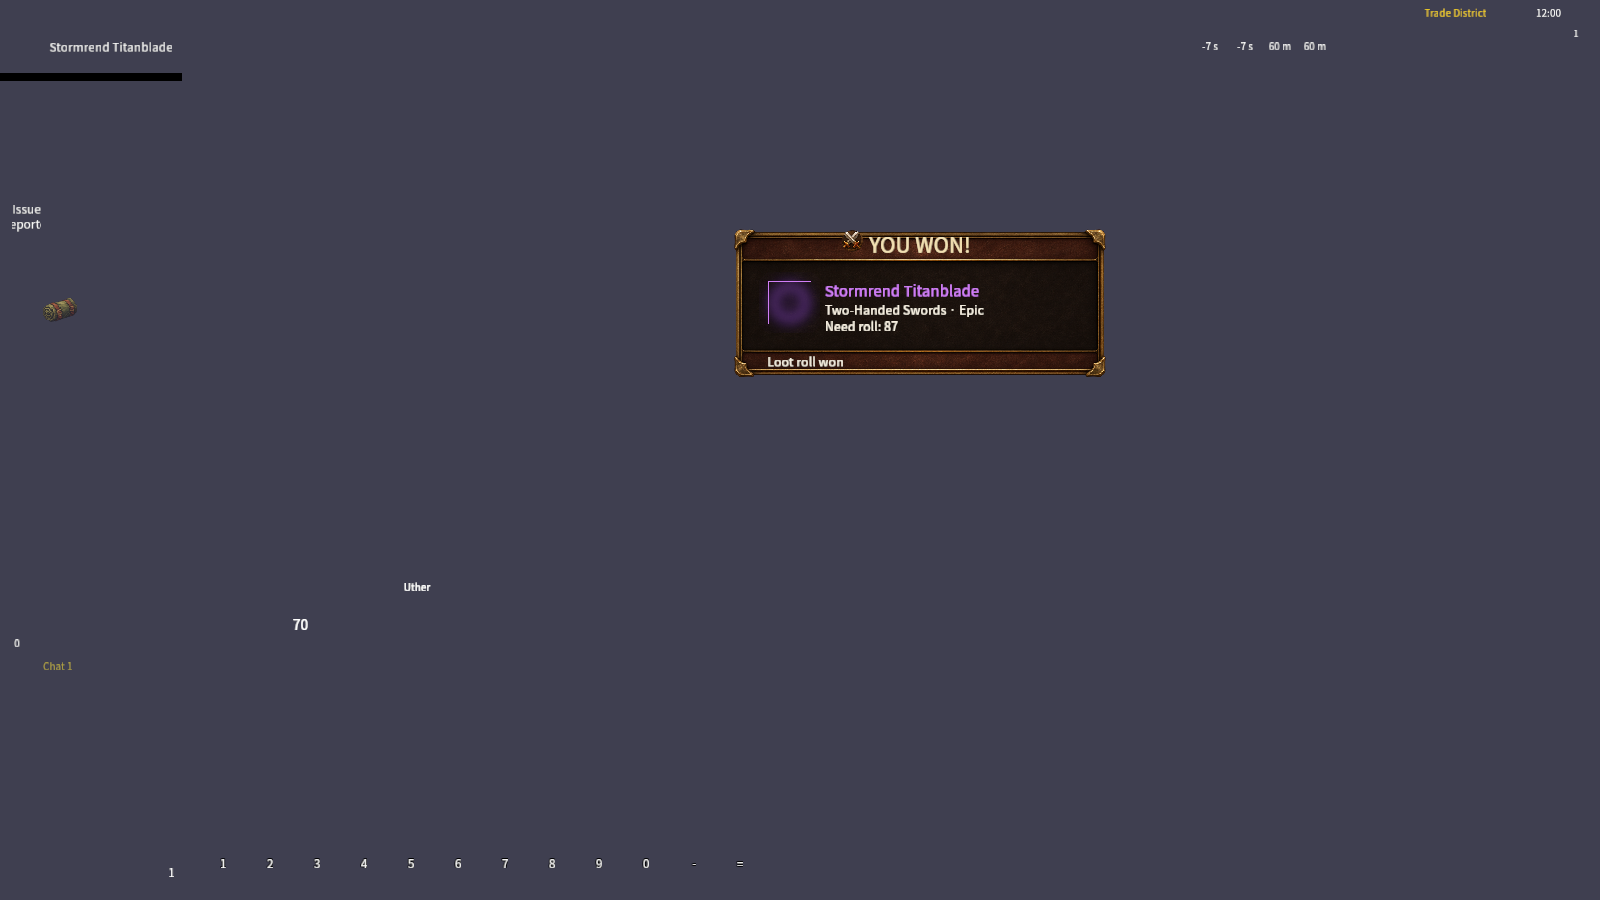 Trade District
12:00
1
Stormrend Titanblade
-7 s
-7 s
60 m
60 m
Issue
eport
YOU WON!
Stormrend Titanblade
Two-Handed Swords · Epic
Need roll: 87
Loot roll won
Uther
70
0
Chat 1
1
2
3
4
5
6
7
8
9
0
-
=
1